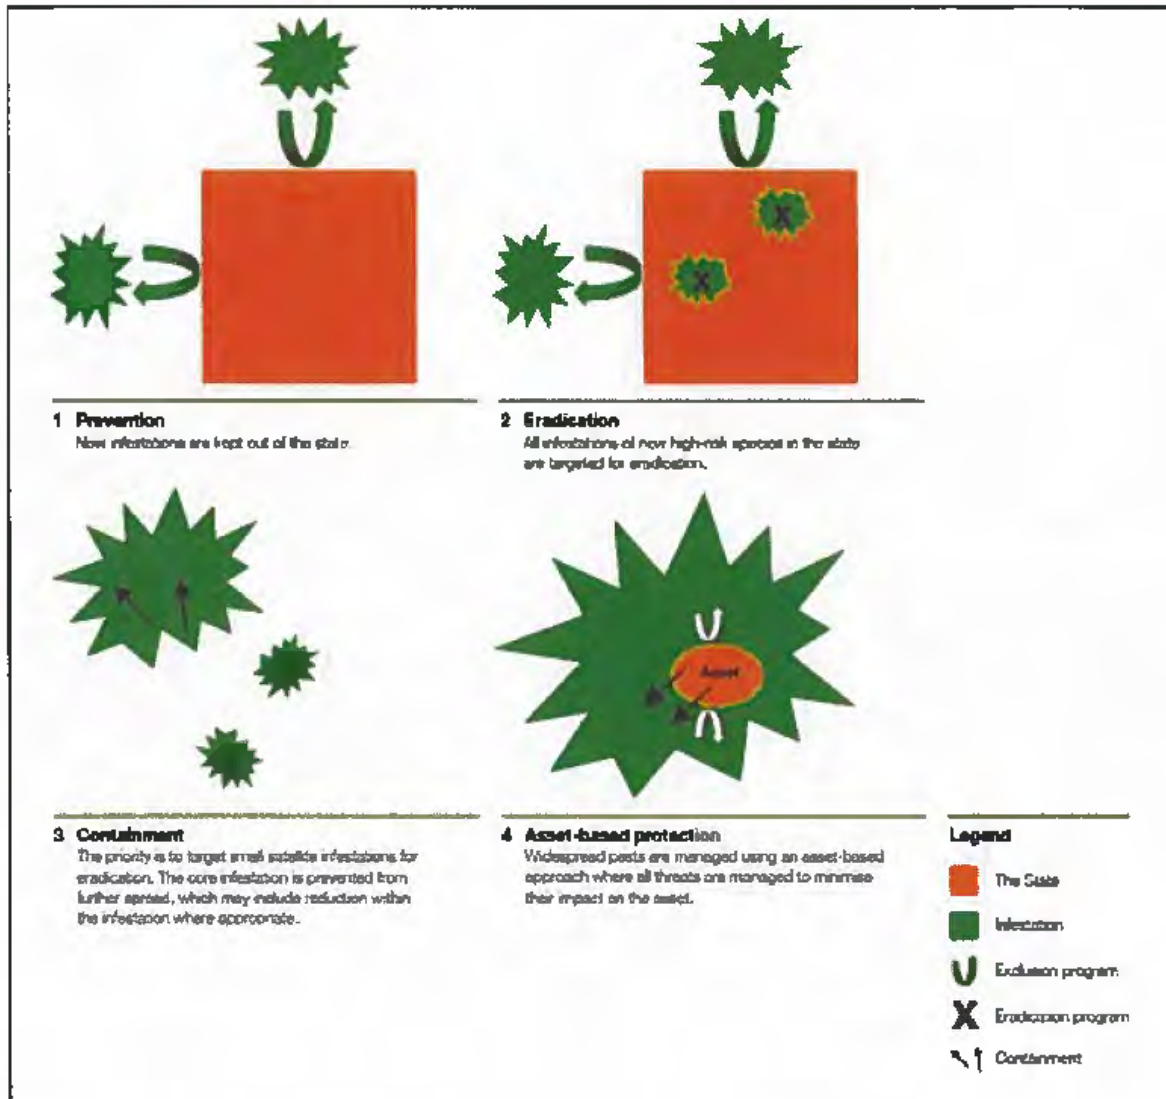 1 Prevention
New infestations are kept out of the state.
2 Eradication
All infestations of new high-risk species in the state
are targeted for eradication.
3 Containment
The priority is to target small satellite infestations for
eradication. The core infestation is prevented from
further spread, which may include reduction within
the infestation where appropriate.
Asset
4 Asset-based protection
Widespread pests are managed using an asset-based
approach where all threats are managed to minimise
their impact on the asset.
Legend
The State
Infestation
Exclusion program
Eradication program
Containment